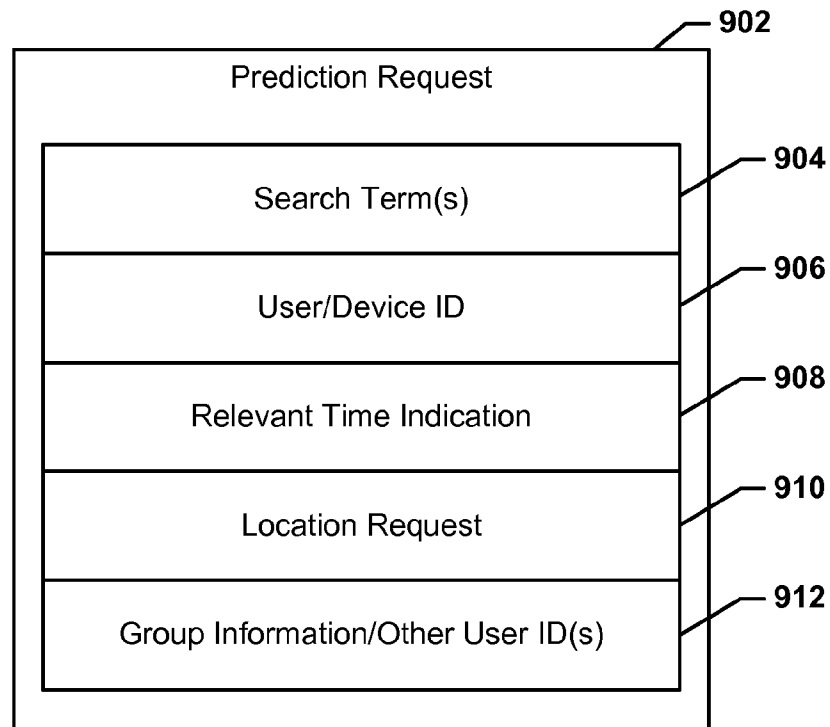 902
Prediction Request
904
Search Term(s)
906
User/Device ID
908
Relevant Time Indication
910
Location Request
912
Group Information/Other User ID(s)